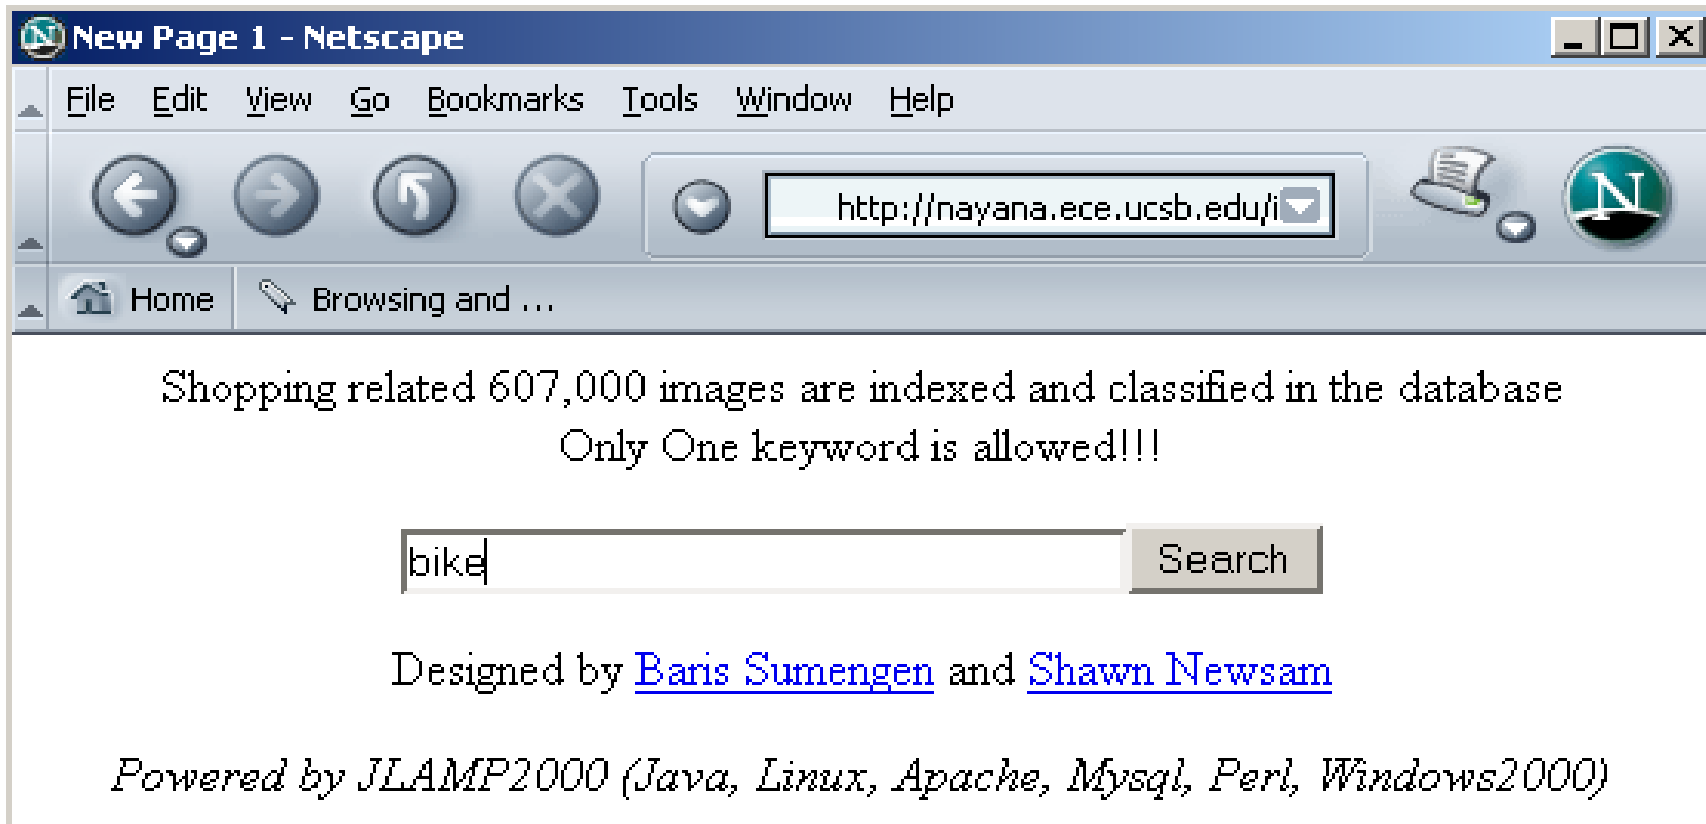 New Page 1 - Netscape
File Edit View Go Bookmarks Tools Window Help
http://nayana.ece.ucsb.edu/i
N
Home Browsing and ...
Shopping related 607,000 images are indexed and classified in the database
Only One keyword is allowed!!!
bike Search
Designed by Baris Sumengen and Shawn Newsam
Powered by JLAMP2000 (Java, Linux, Apache, Mysql, Perl, Windows2000)